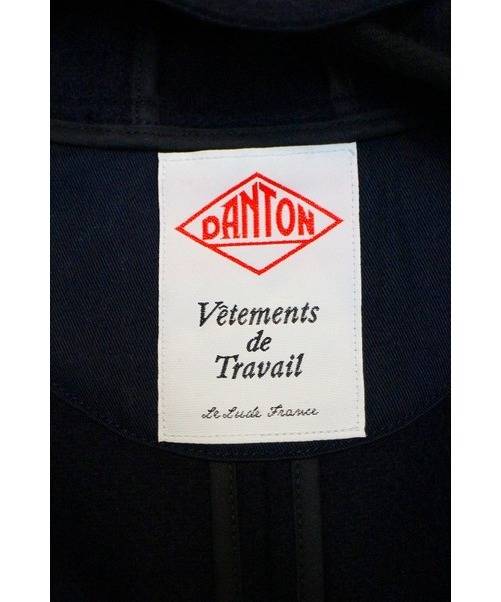 DANTON
Vêtements
de
Travail
Le Lude France